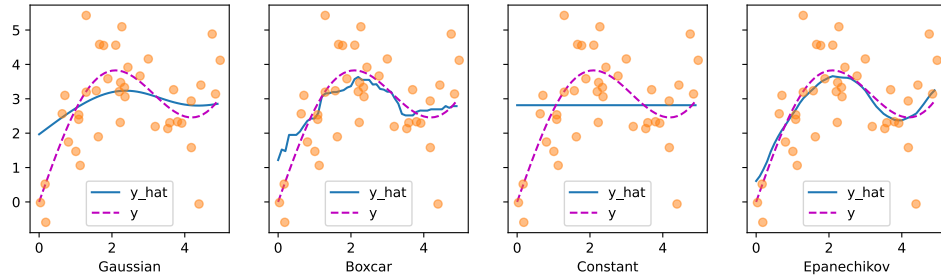 5
4
3
2
1
0
y_hat
y
0 2 4
Gaussian
y_hat
y
0 2 4
Boxcar
y_hat
y
0 2 4
Constant
y_hat
y
0 2 4
Epanechikov